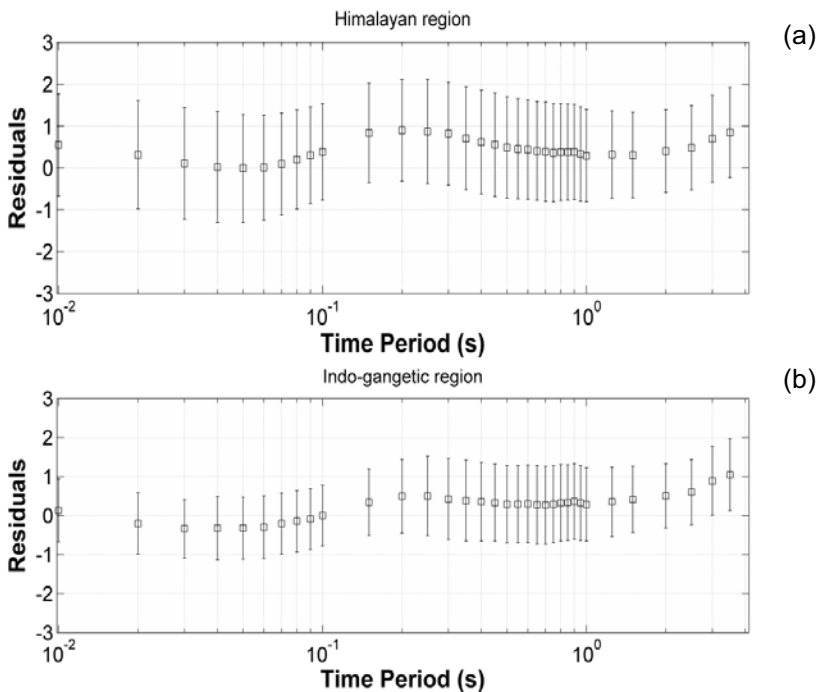 Himalayan region
(a)
3
2
1
0
-1
-2
-3
Residuals
10^-2
10^-1
10^0
Time Period (s)
Indo-gangetic region
(b)
3
2
1
0
-1
-2
-3
Residuals
10^-2
10^-1
10^0
Time Period (s)